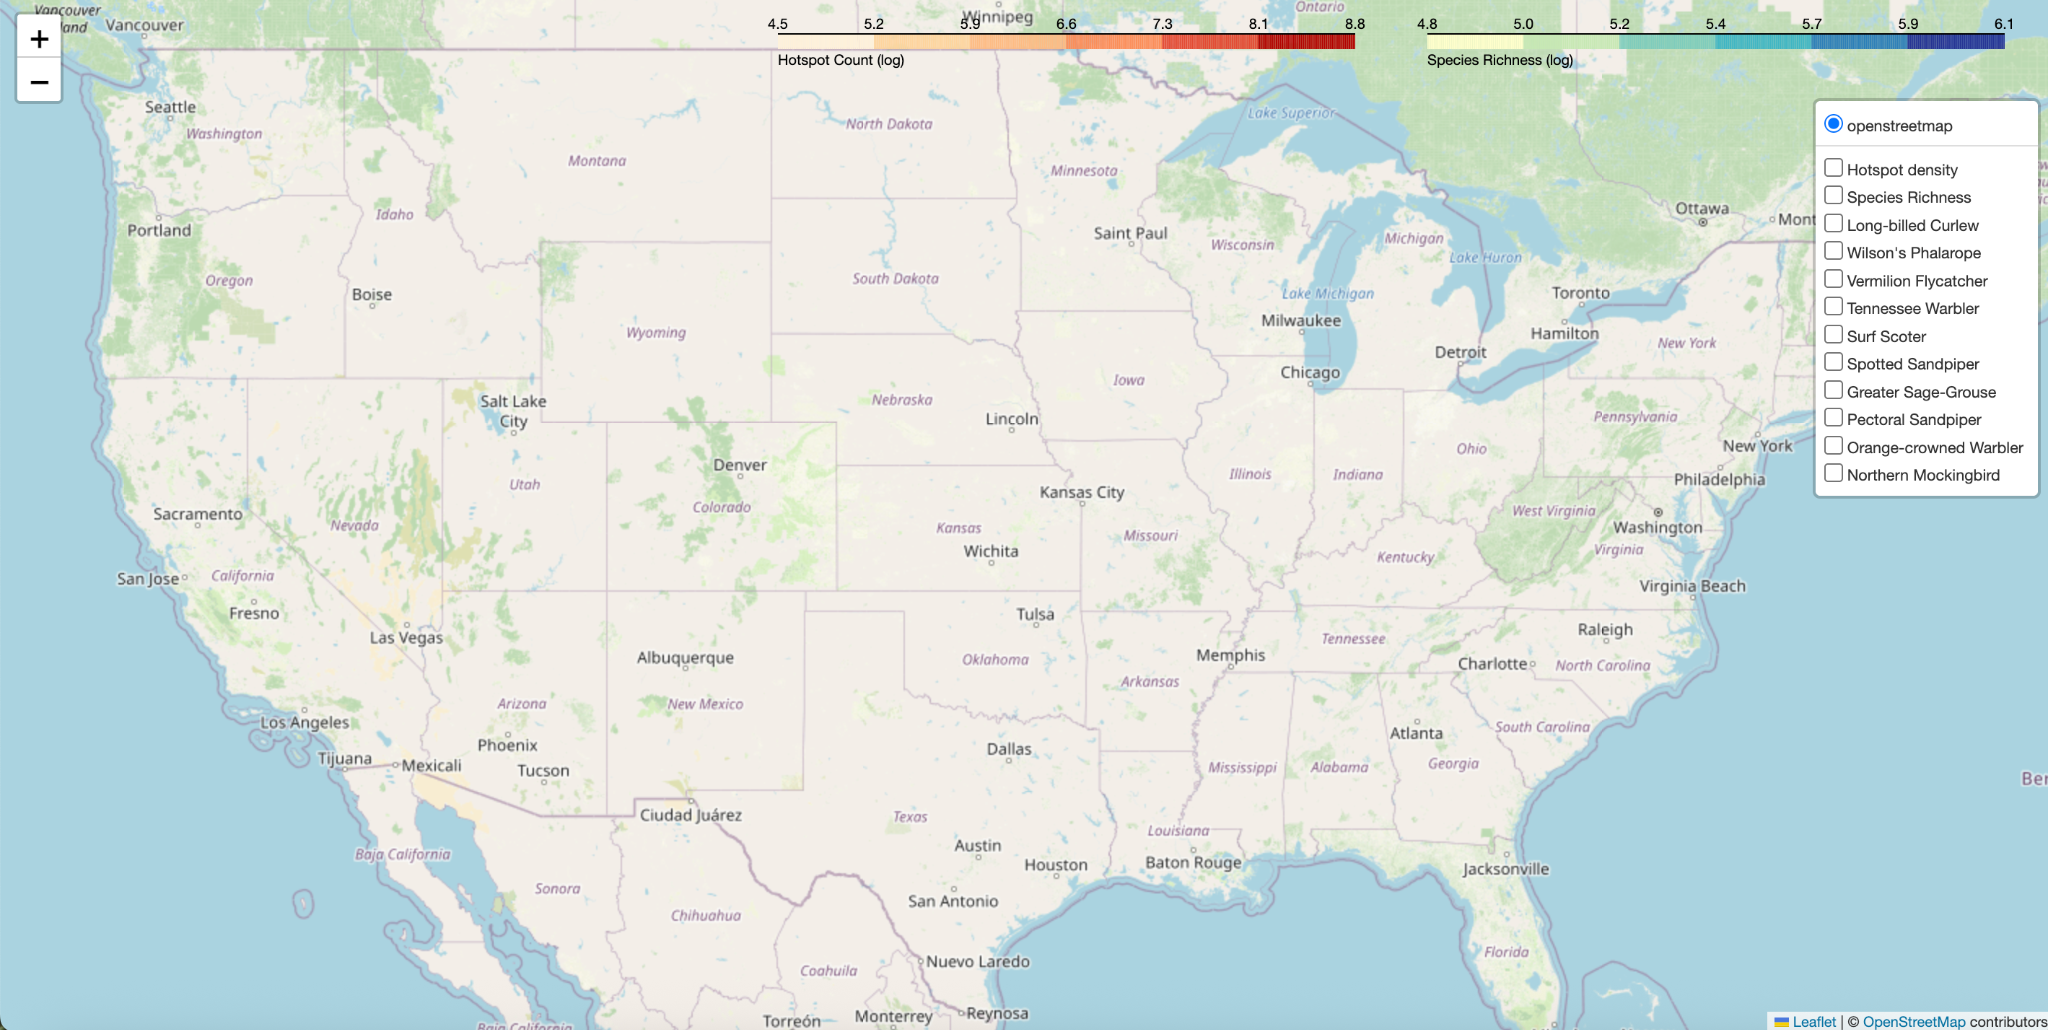 Vancouver
Vancouver
Winnipeg
Ontario
+
−
4.5 5.2 5.9 6.6 7.3 8.1 8.8
Hotspot Count (log)
4.8 5.0 5.2 5.4 5.7 5.9 6.1
Species Richness (log)
openstreetmap
Hotspot density
Species Richness
Long-billed Curlew
Wilson's Phalarope
Vermilion Flycatcher
Tennessee Warbler
Surf Scoter
Spotted Sandpiper
Greater Sage-Grouse
Pectoral Sandpiper
Orange-crowned Warbler
Northern Mockingbird
Seattle
Washington
Montana
North Dakota
Minnesota
Lake Superior
Portland
Idaho
Saint Paul
Wisconsin
Michigan
Lake Huron
Ottawa
Mont
Oregon
Boise
South Dakota
Lake Michigan
Toronto
Wyoming
Milwaukee
Hamilton
Detroit
New York
Chicago
Salt Lake
City
Nebraska
Lincoln
Iowa
Pennsylvania
New York
Denver
Utah
Colorado
Kansas City
Illinois
Indiana
Ohio
Philadelphia
Sacramento
Nevada
Kansas
Wichita
Missouri
West Virginia
Washington
Virginia
Kentucky
San Jose
California
Fresno
Virginia Beach
Las Vegas
Albuquerque
Tulsa
Oklahoma
Memphis
Tennessee
Raleigh
Charlotte
North Carolina
Arkansas
Arizona
New Mexico
Los Angeles
Phoenix
Tijuana
Mexicali
Tucson
Dallas
Atlanta
South Carolina
Mississippi
Alabama
Georgia
Ber
Ciudad Juárez
Texas
Louisiana
Baja California
Austin
Houston
Baton Rouge
Jacksonville
Sonora
Chihuahua
San Antonio
Florida
Nuevo Laredo
Coahuila
Reynosa
Torreón
Monterrey
Baja California
Leaflet | © OpenStreetMap contributors